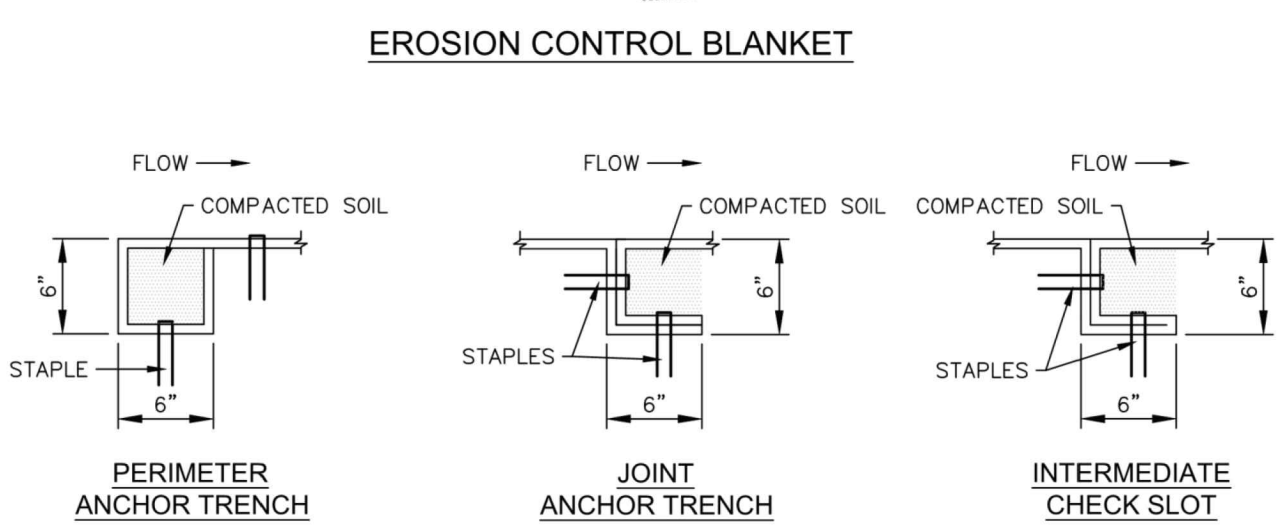 EROSION CONTROL BLANKET
FLOW
COMPACTED SOIL
6"
STAPLE
6"
PERIMETER
ANCHOR TRENCH
FLOW
COMPACTED SOIL
6"
STAPLES
6"
JOINT
ANCHOR TRENCH
FLOW
COMPACTED SOIL
6"
STAPLES
6"
INTERMEDIATE
CHECK SLOT